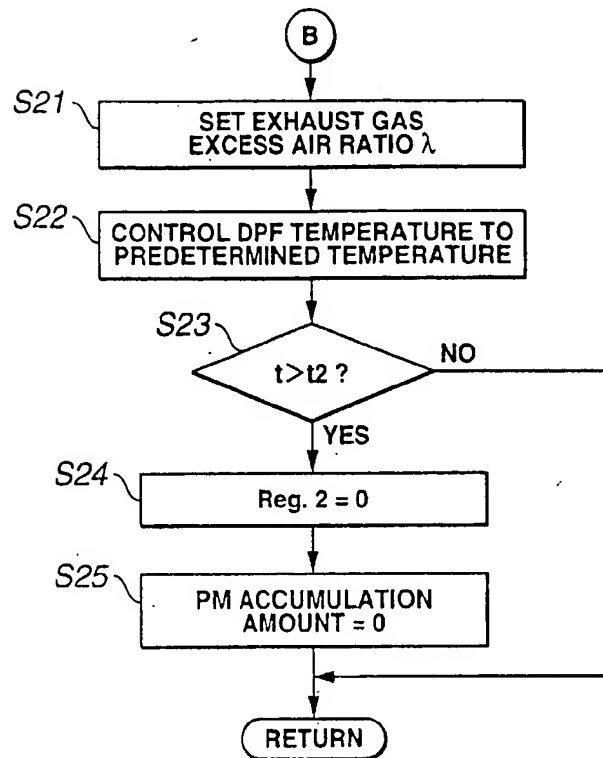 B
S21
SET EXHAUST GAS
EXCESS AIR RATIO λ
S22
CONTROL DPF TEMPERATURE TO
PREDETERMINED TEMPERATURE
S23
t>t2 ?
NO
YES
S24
Reg. 2 = 0
S25
PM ACCUMULATION
AMOUNT = 0
RETURN